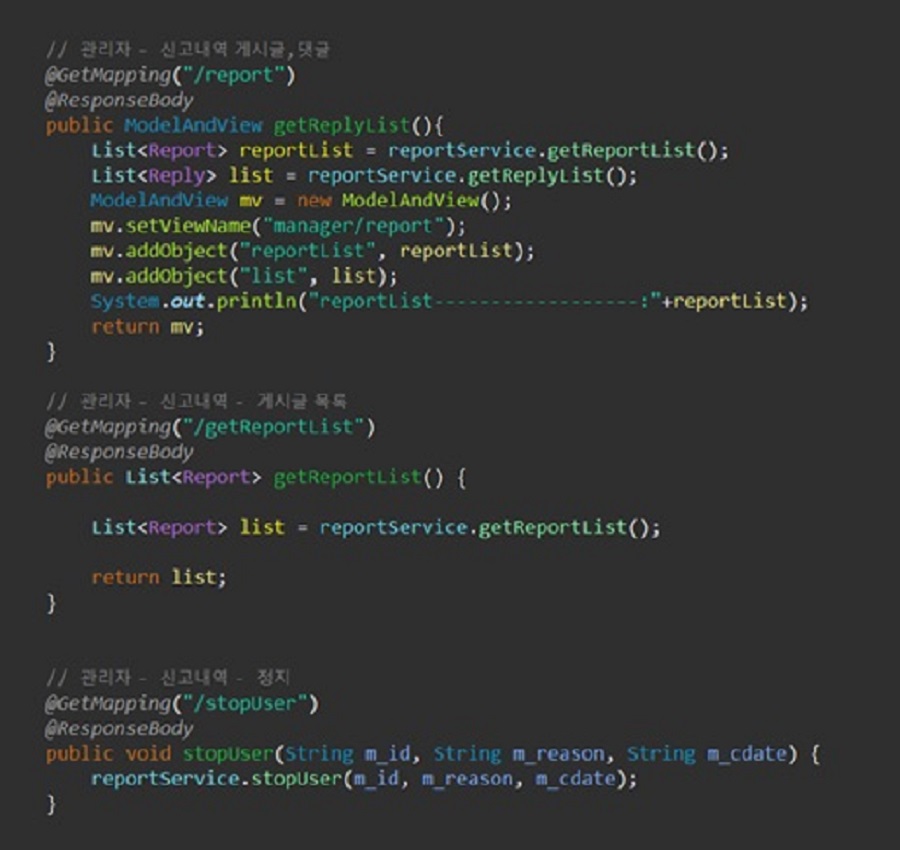 // 관리자 - 신고내역 게시글,댓글
@GetMapping("/report")
@ResponseBody
public ModelAndView getReplyList(){
    List<Report> reportList = reportService.getReportList();
    List<Reply> list = reportService.getReplyList();
    ModelAndView mv = new ModelAndView();
    mv.setViewName("manager/report");
    mv.addObject("reportList", reportList);
    mv.addObject("list", list);
    System.out.println("reportList------------------:"+reportList);
    return mv;
}
// 관리자 - 신고내역 - 게시글 목록
@GetMapping("/getReportList")
@ResponseBody
public List<Report> getReportList() {
    List<Report> list = reportService.getReportList();
    return list;
}
// 관리자 - 신고내역 - 정지
@GetMapping("/stopUser")
@ResponseBody
public void stopUser(String m_id, String m_reason, String m_cdate) {
    reportService.stopUser(m_id, m_reason, m_cdate);
}